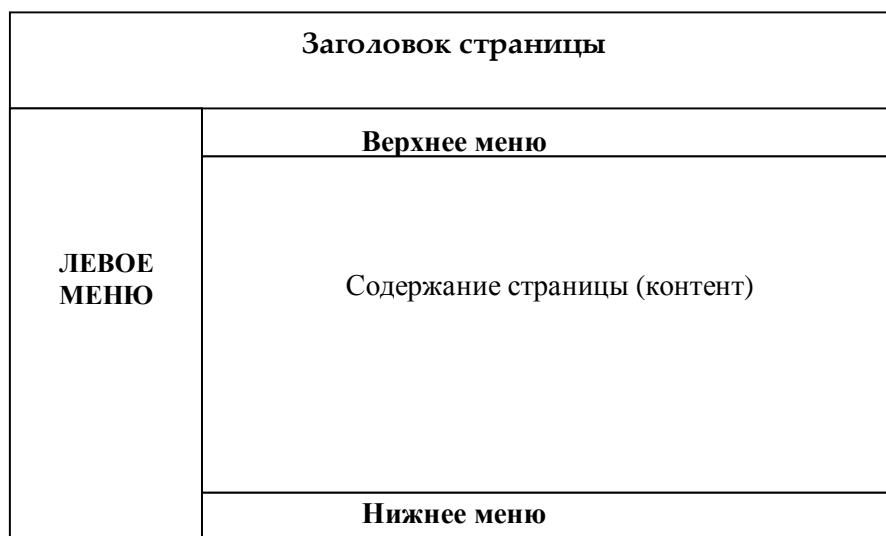 Заголовок страницы
Верхнее меню
ЛЕВОЕ
МЕНЮ
Содержание страницы (контент)
Нижнее меню